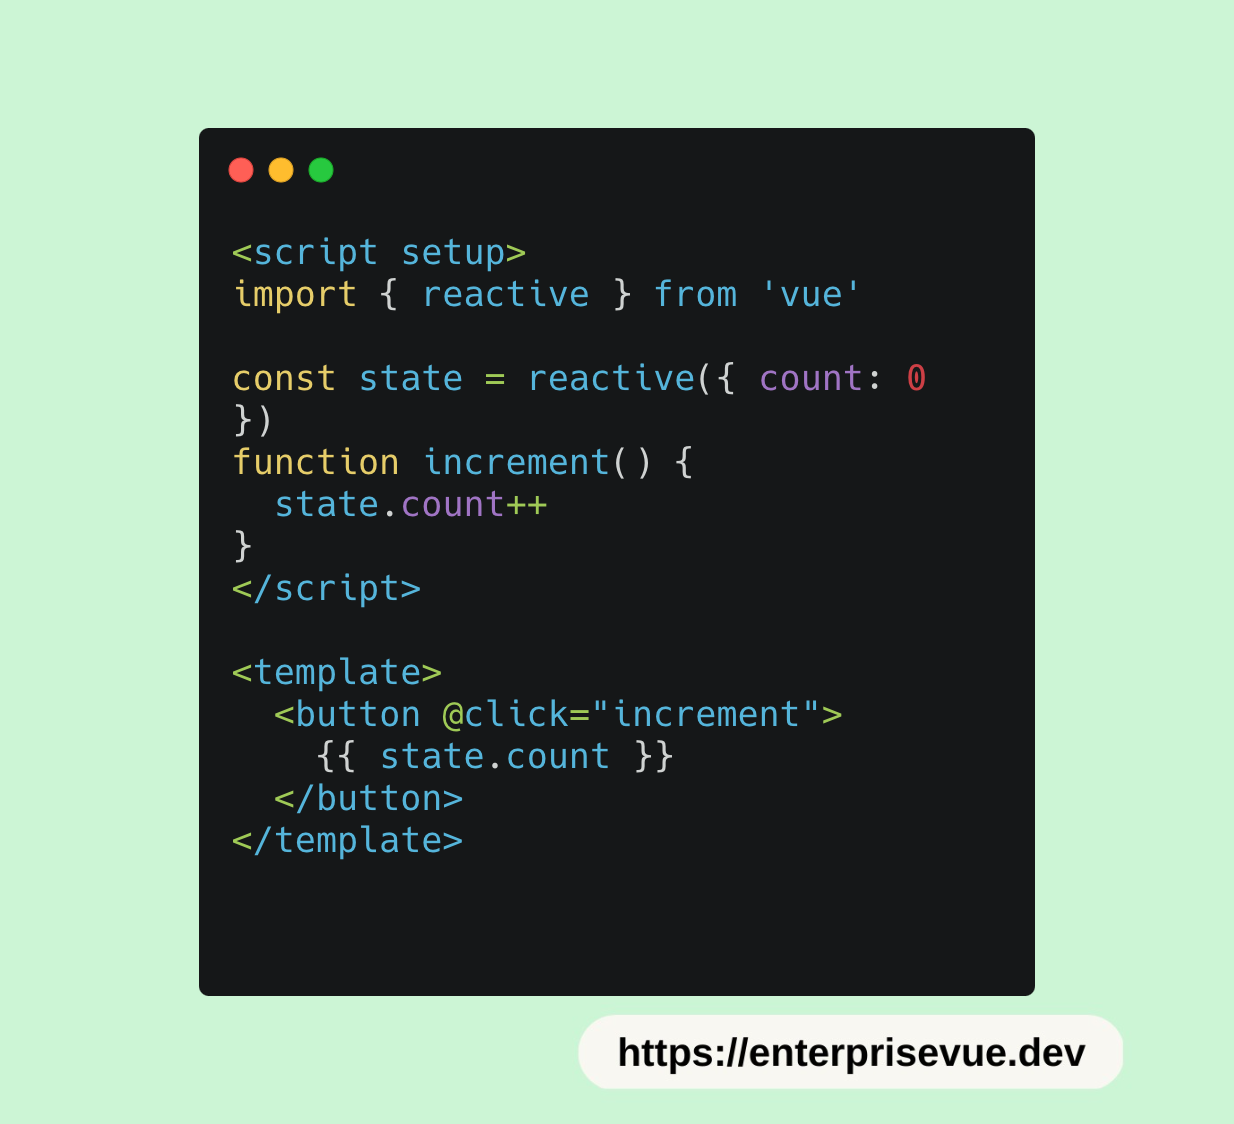 <script setup>
import { reactive } from 'vue'

const state = reactive({ count: 0
})
function increment() {
  state.count++
}
</script>

<template>
  <button @click="increment">
    {{ state.count }}
  </button>
</template>
https://enterprisevue.dev